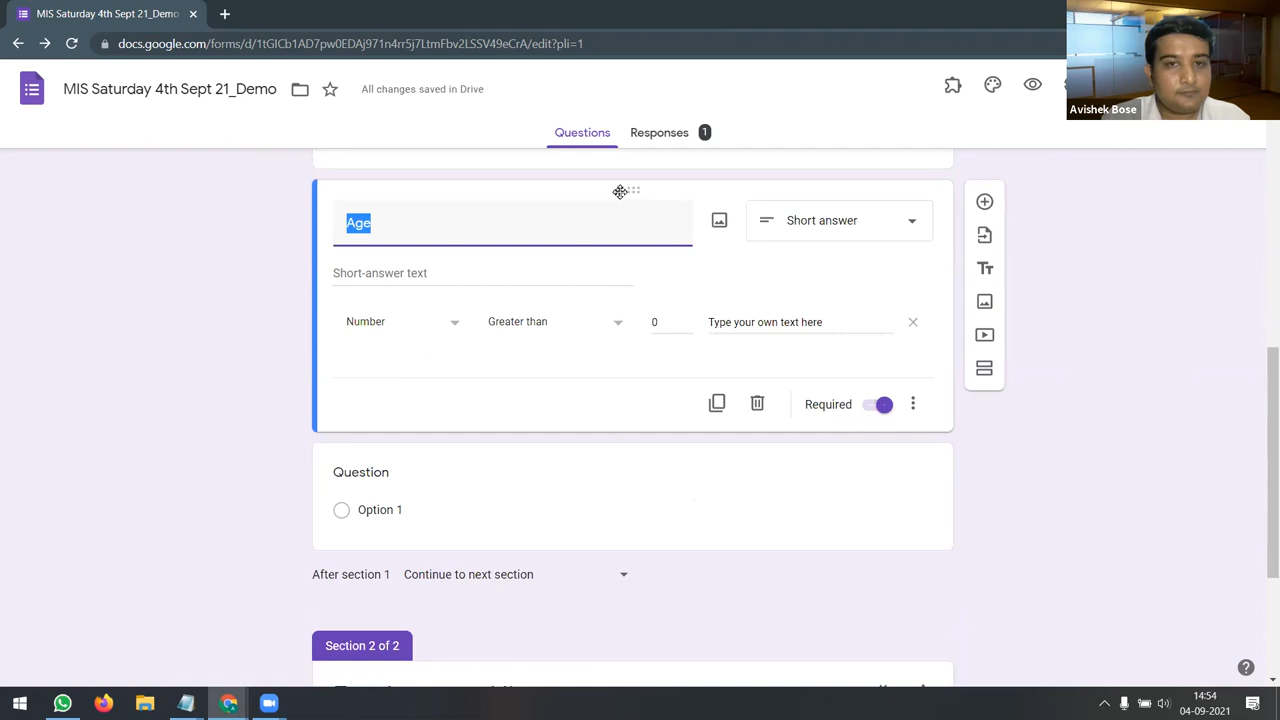 MIS Saturday 4th Sept 21_Demo
docs.google.com/forms/d/1tGICb1AD7pw0EDAj971n4rr5j7LtmFbv2LSSV49eCrA/edit?pli=1
MIS Saturday 4th Sept 21_Demo
All changes saved in Drive
Avishek Bose
Questions
Responses
1
Age
Short answer
Short-answer text
Number
Greater than
0
Type your own text here
Required
Question
Option 1
After section 1
Continue to next section
Section 2 of 2
14:54
04-09-2021